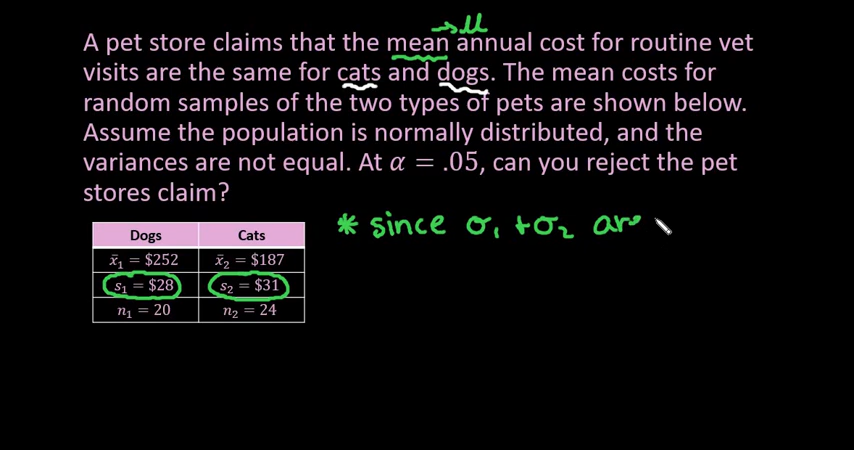 → μ
A pet store claims that the mean annual cost for routine vet
visits are the same for cats and dogs. The mean costs for
random samples of the two types of pets are shown below.
Assume the population is normally distributed, and the
variances are not equal. At α = .05, can you reject the pet
stores claim?
* since σ₁ + σ₂ are
Dogs Cats
x̄₁ = $252 x̄₂ = $187
s₁ = $28 s₂ = $31
n₁ = 20 n₂ = 24